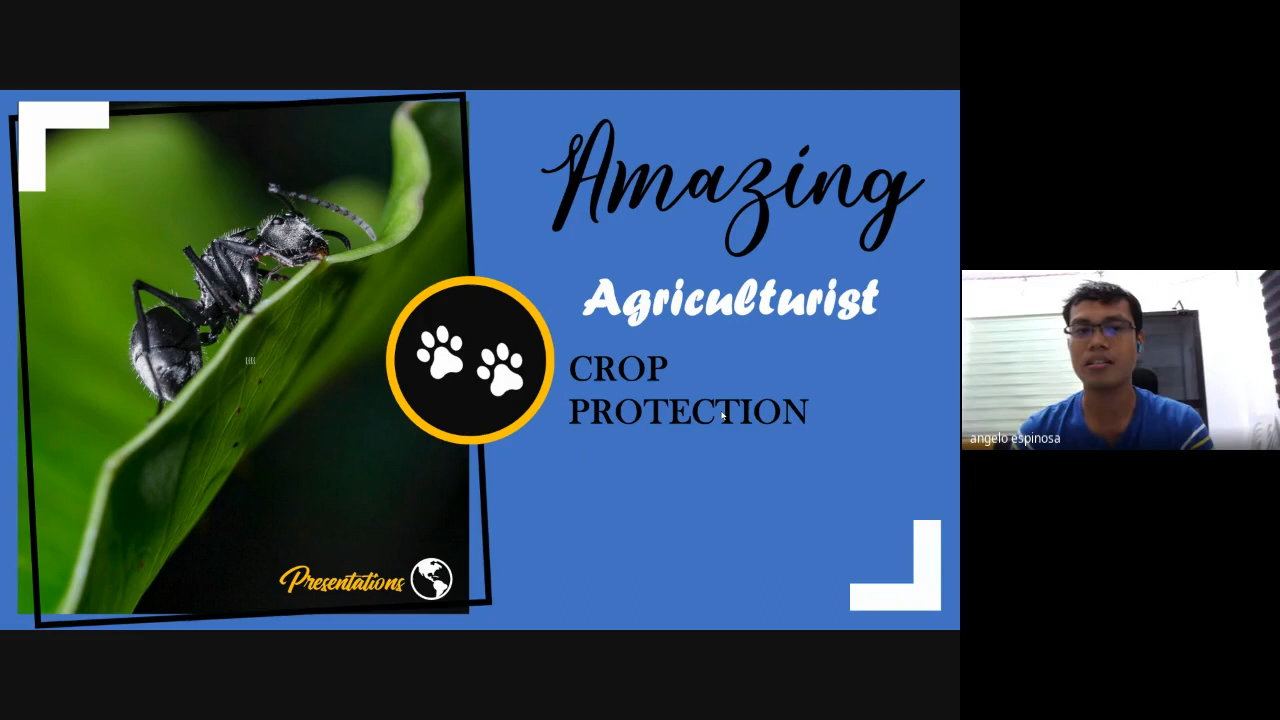 Amazing
Agriculturist
CROP
PROTECTION
Presentations
angelo espinosa